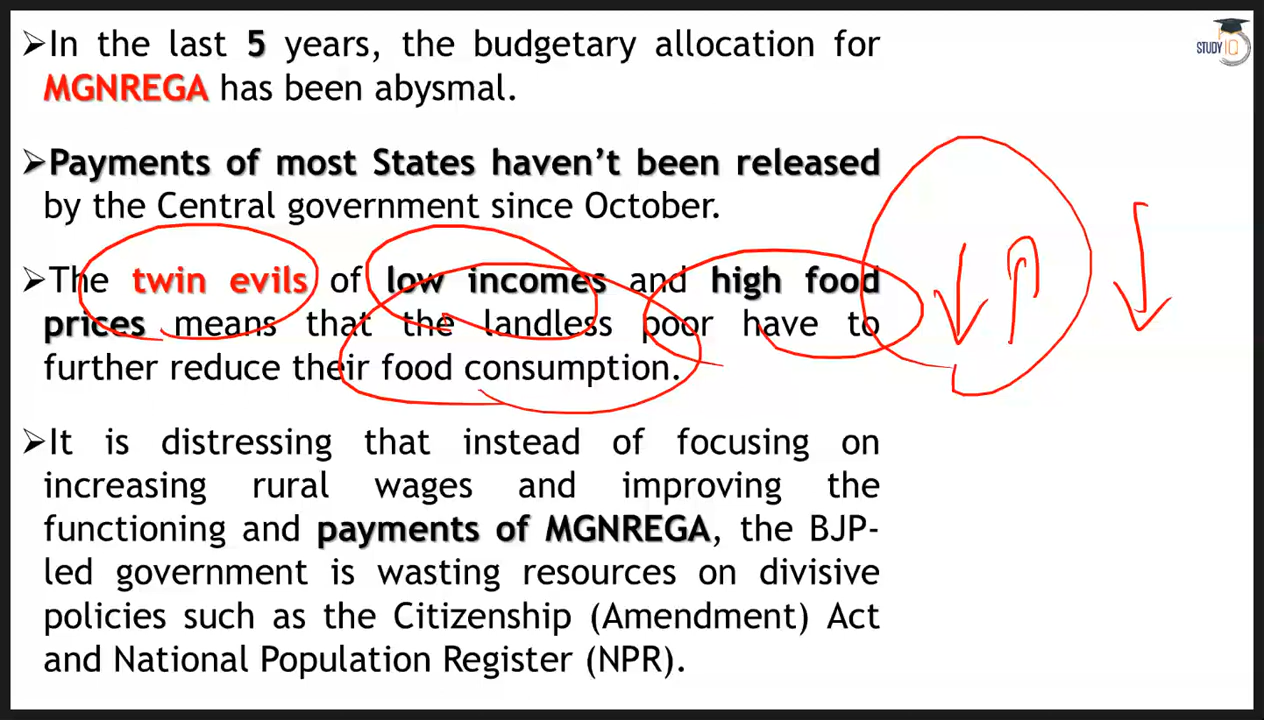 ➢In the last 5 years, the budgetary allocation for
MGNREGA has been abysmal.
➢Payments of most States haven’t been released
by the Central government since October.
➢The twin evils of low incomes and high food
prices means that the landless poor have to
further reduce their food consumption.
➢It is distressing that instead of focusing on
increasing rural wages and improving the
functioning and payments of MGNREGA, the BJP-
led government is wasting resources on divisive
policies such as the Citizenship (Amendment) Act
and National Population Register (NPR).
STUDY IQ